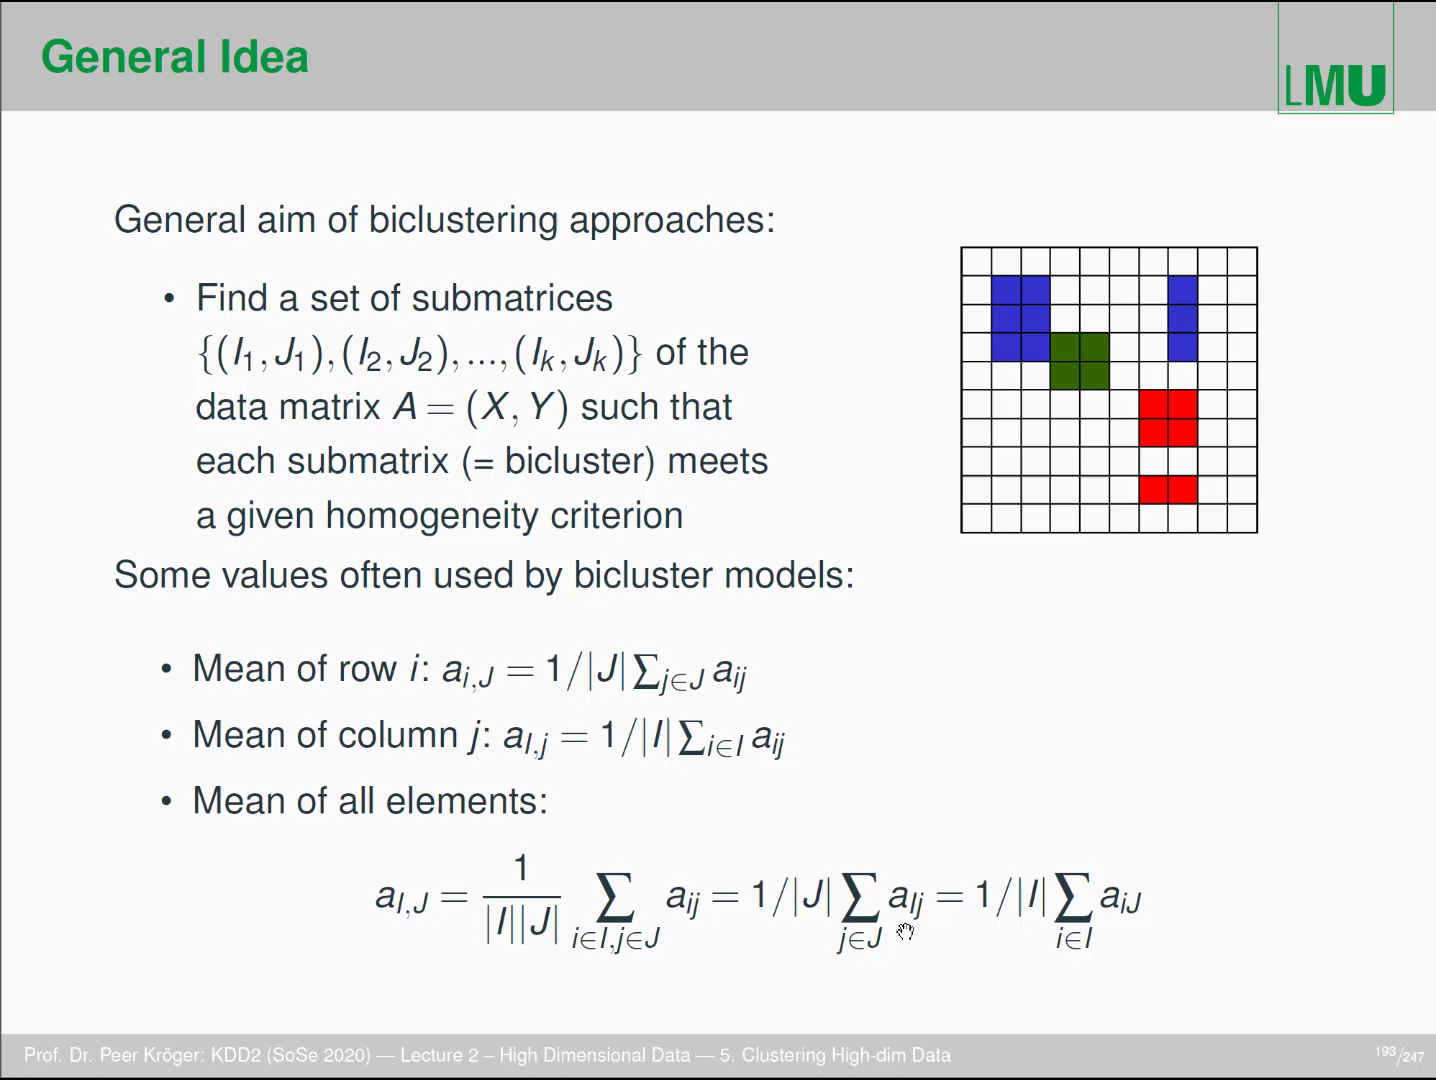 General Idea
LMU
General aim of biclustering approaches:
• Find a set of submatrices
{(I₁,J₁),(I₂,J₂),...,(Iₖ,Jₖ)} of the
data matrix A = (X,Y) such that
each submatrix (= bicluster) meets
a given homogeneity criterion
Some values often used by bicluster models:
• Mean of row i: a_{i,J} = 1/|J| ∑_{j∈J} a_{ij}
• Mean of column j: a_{I,j} = 1/|I| ∑_{i∈I} a_{ij}
• Mean of all elements:
a_{I,J} = \frac{1}{|I||J|} ∑_{i∈I,j∈J} a_{ij} = 1/|J| ∑_{j∈J} a_{Ij} = 1/|I| ∑_{i∈I} a_{iJ}
Prof. Dr. Peer Kröger: KDD2 (SoSe 2020) — Lecture 2 – High Dimensional Data — 5. Clustering High-dim Data
193/247